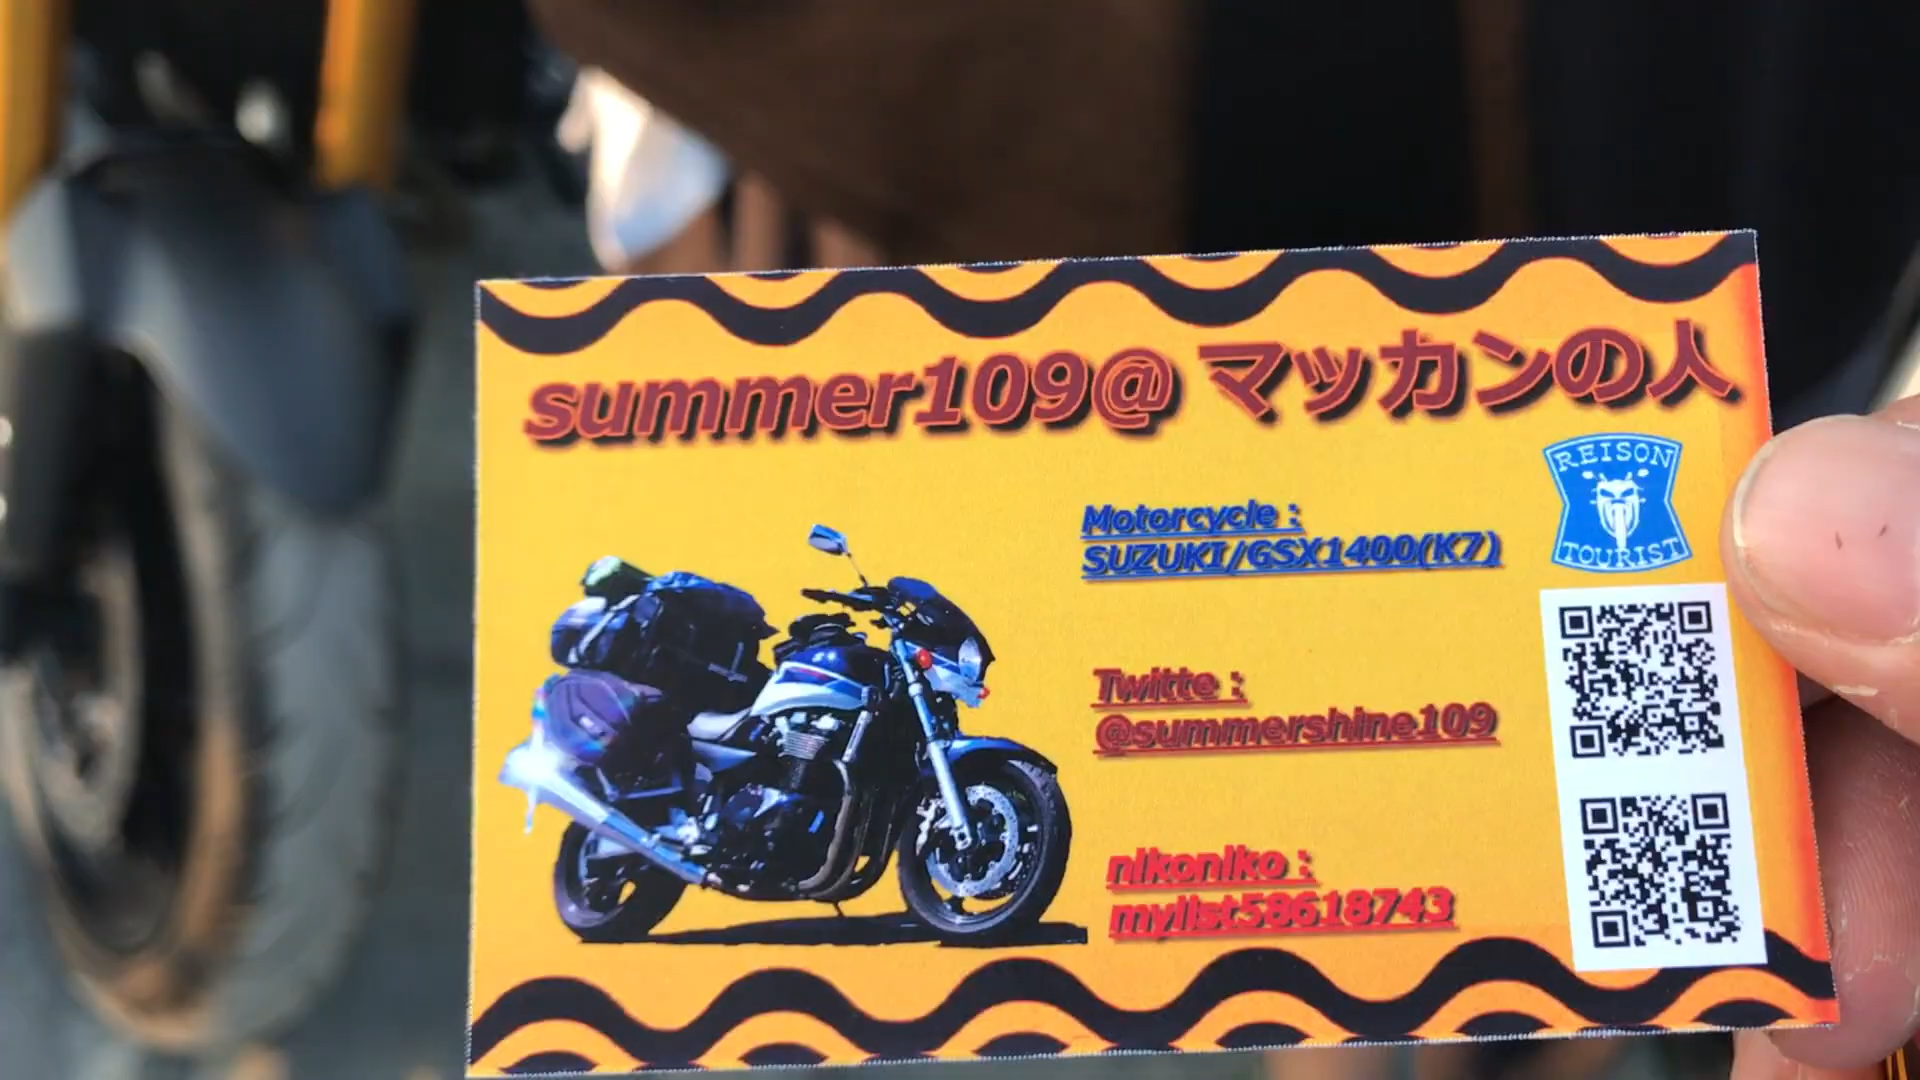 summer109@ マッカンの人
REISON
TOURIST
Motorcycle :
SUZUKI/GSX1400(K7)
Twitte :
@summershine109
nikoniko :
mylist58618743